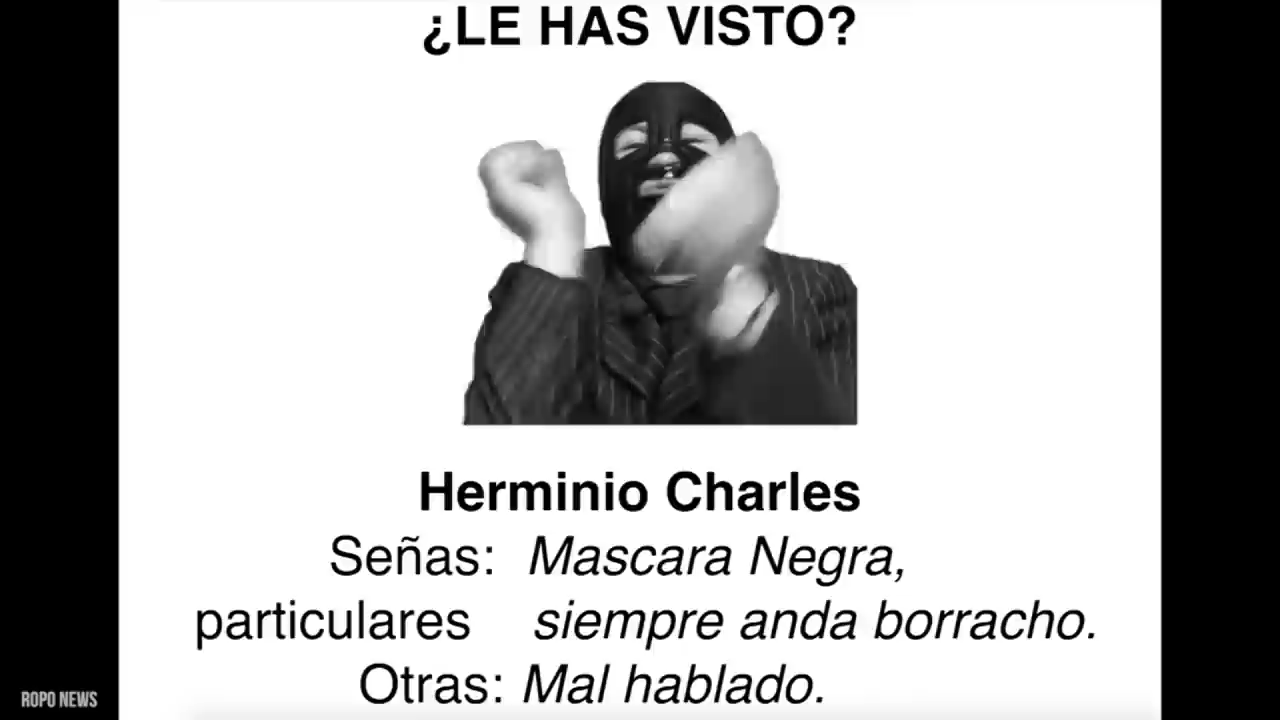 ¿LE HAS VISTO?
Herminio Charles
Señas: Mascara Negra,
particulares siempre anda borracho.
Otras: Mal hablado.
ROPO NEWS